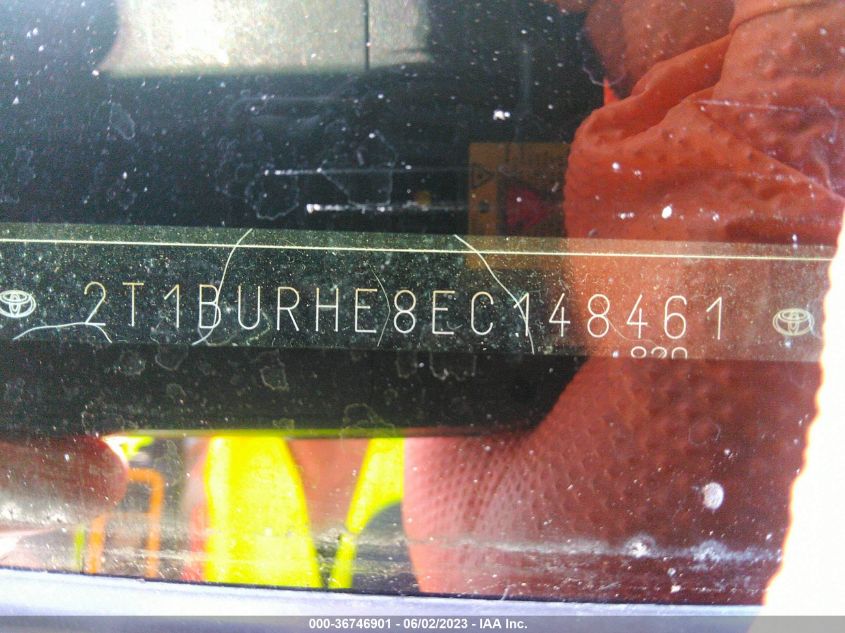 2T1BURHE8EC148461
000-36746901 - 06/02/2023 - IAA Inc.